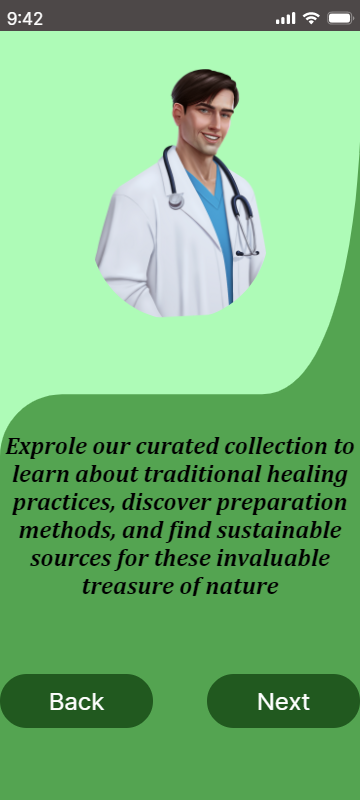 9:42
Exprole our curated collection to
learn about traditional healing
practices, discover preparation
methods, and find sustainable
sources for these invaluable
treasure of nature
Back
Next